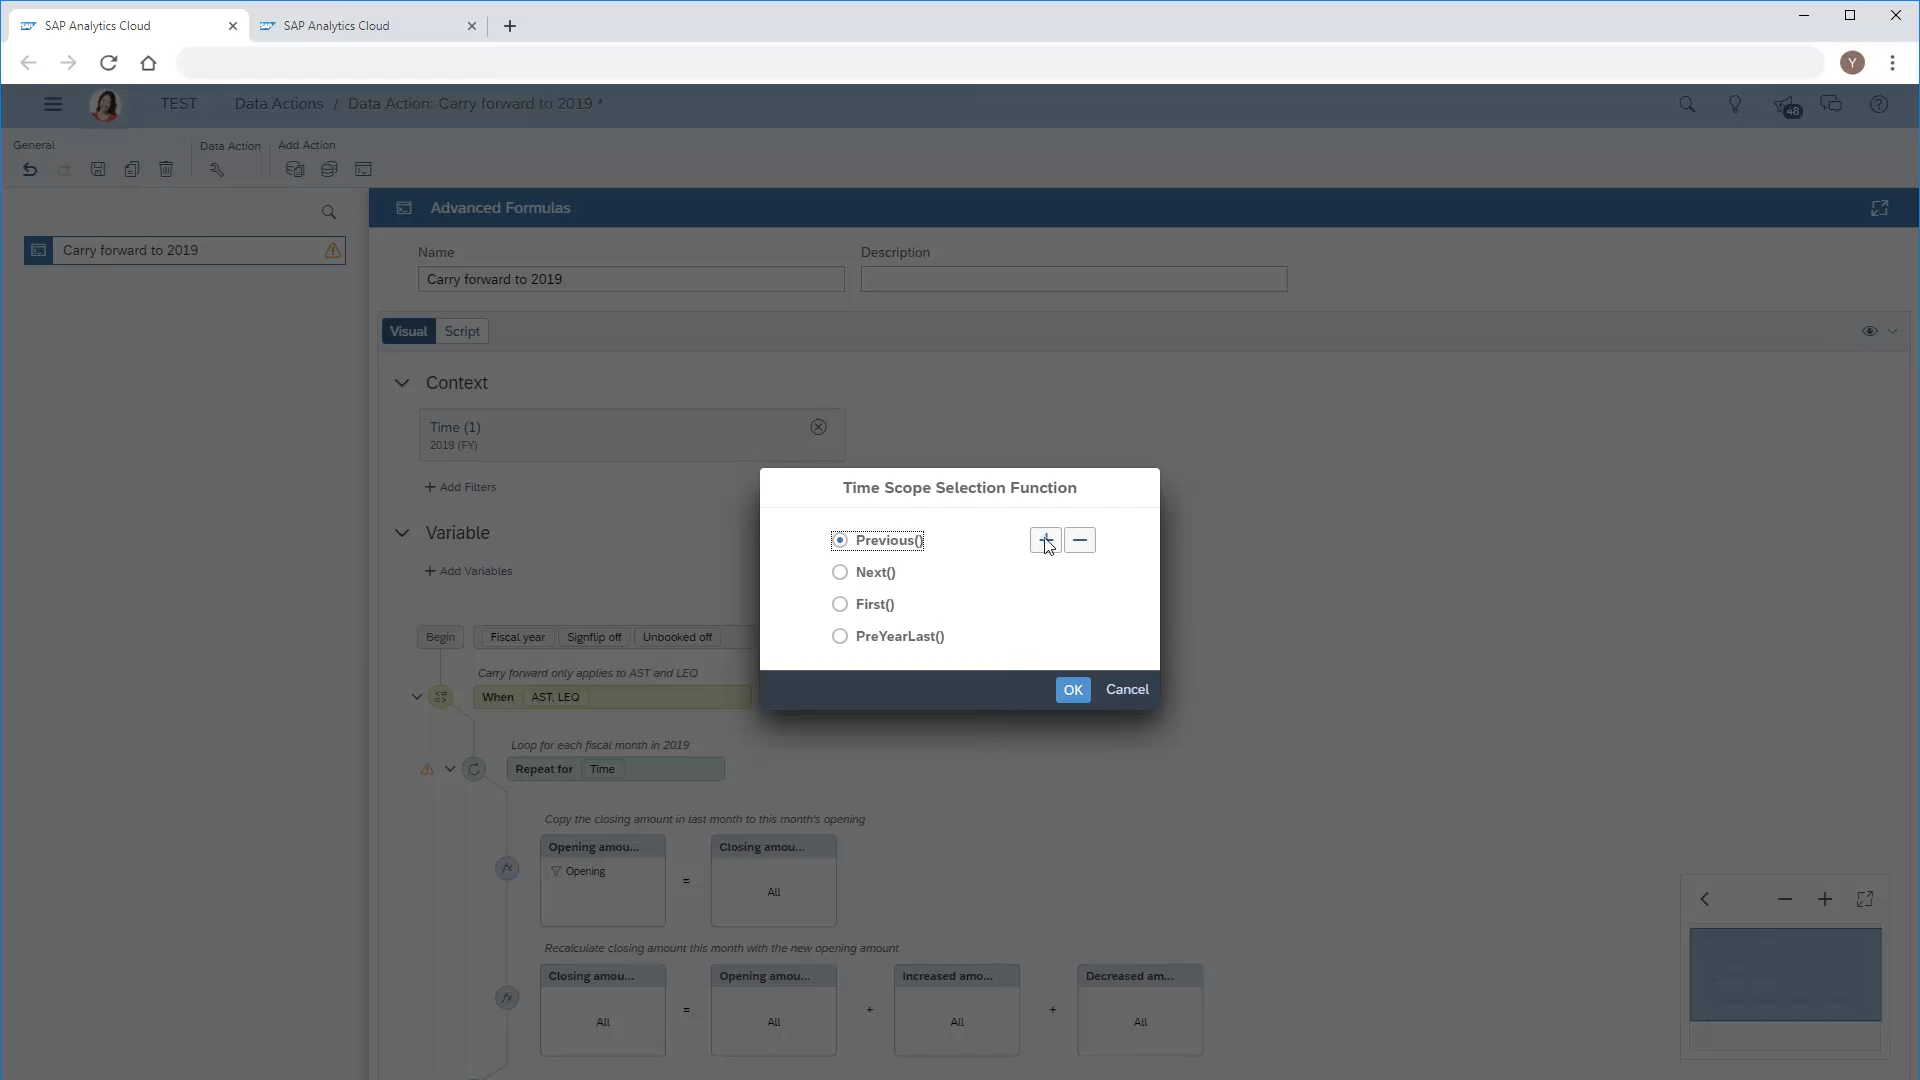 SAP Analytics Cloud
SAP Analytics Cloud
Y
TEST
Data Actions / Data Action: Carry forward to 2019 *
48
General
Data Action
Add Action
Advanced Formulas
Carry forward to 2019
Name
Description
Carry forward to 2019
Visual
Script
Context
Time (1)
2019 (FY)
+ Add Filters
Variable
+ Add Variables
Time Scope Selection Function
Previous()
Next()
First()
PreYearLast()
OK
Cancel
Begin
Fiscal year
Signflip off
Unbooked off
Carry forward only applies to AST and LEQ
When
AST, LEQ
Loop for each fiscal month in 2019
Repeat for
Time
Copy the closing amount in last month to this month's opening
Opening amou...
Closing amou...
fx
Opening
=
All
Recalculate closing amount this month with the new opening amount
Closing amou...
Opening amou...
Increased amo...
Decreased am...
fx
All
=
All
+
All
+
All